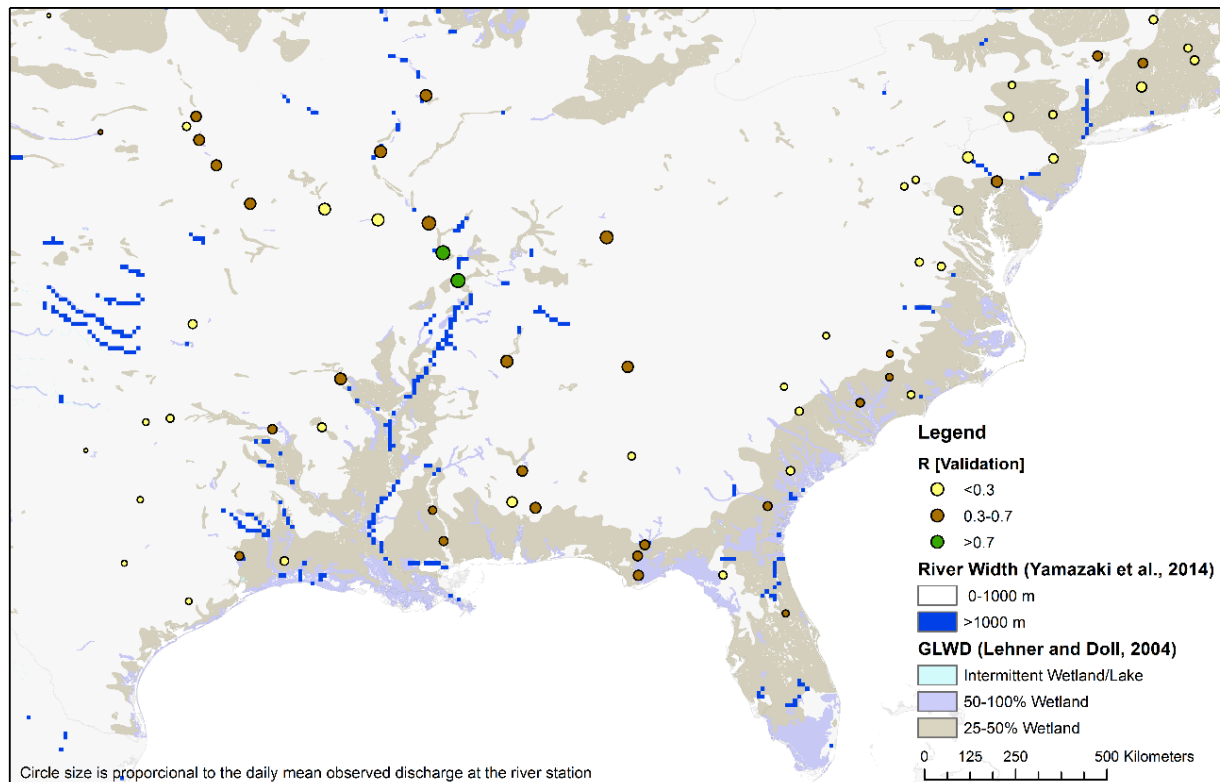 Legend
R [Validation]
<0.3
0.3-0.7
>0.7
River Width (Yamazaki et al., 2014)
0-1000 m
>1000 m
GLWD (Lehner and Doll, 2004)
Intermittent Wetland/Lake
50-100% Wetland
25-50% Wetland
0 125 250 500 Kilometers
Circle size is proporcional to the daily mean observed discharge at the river station